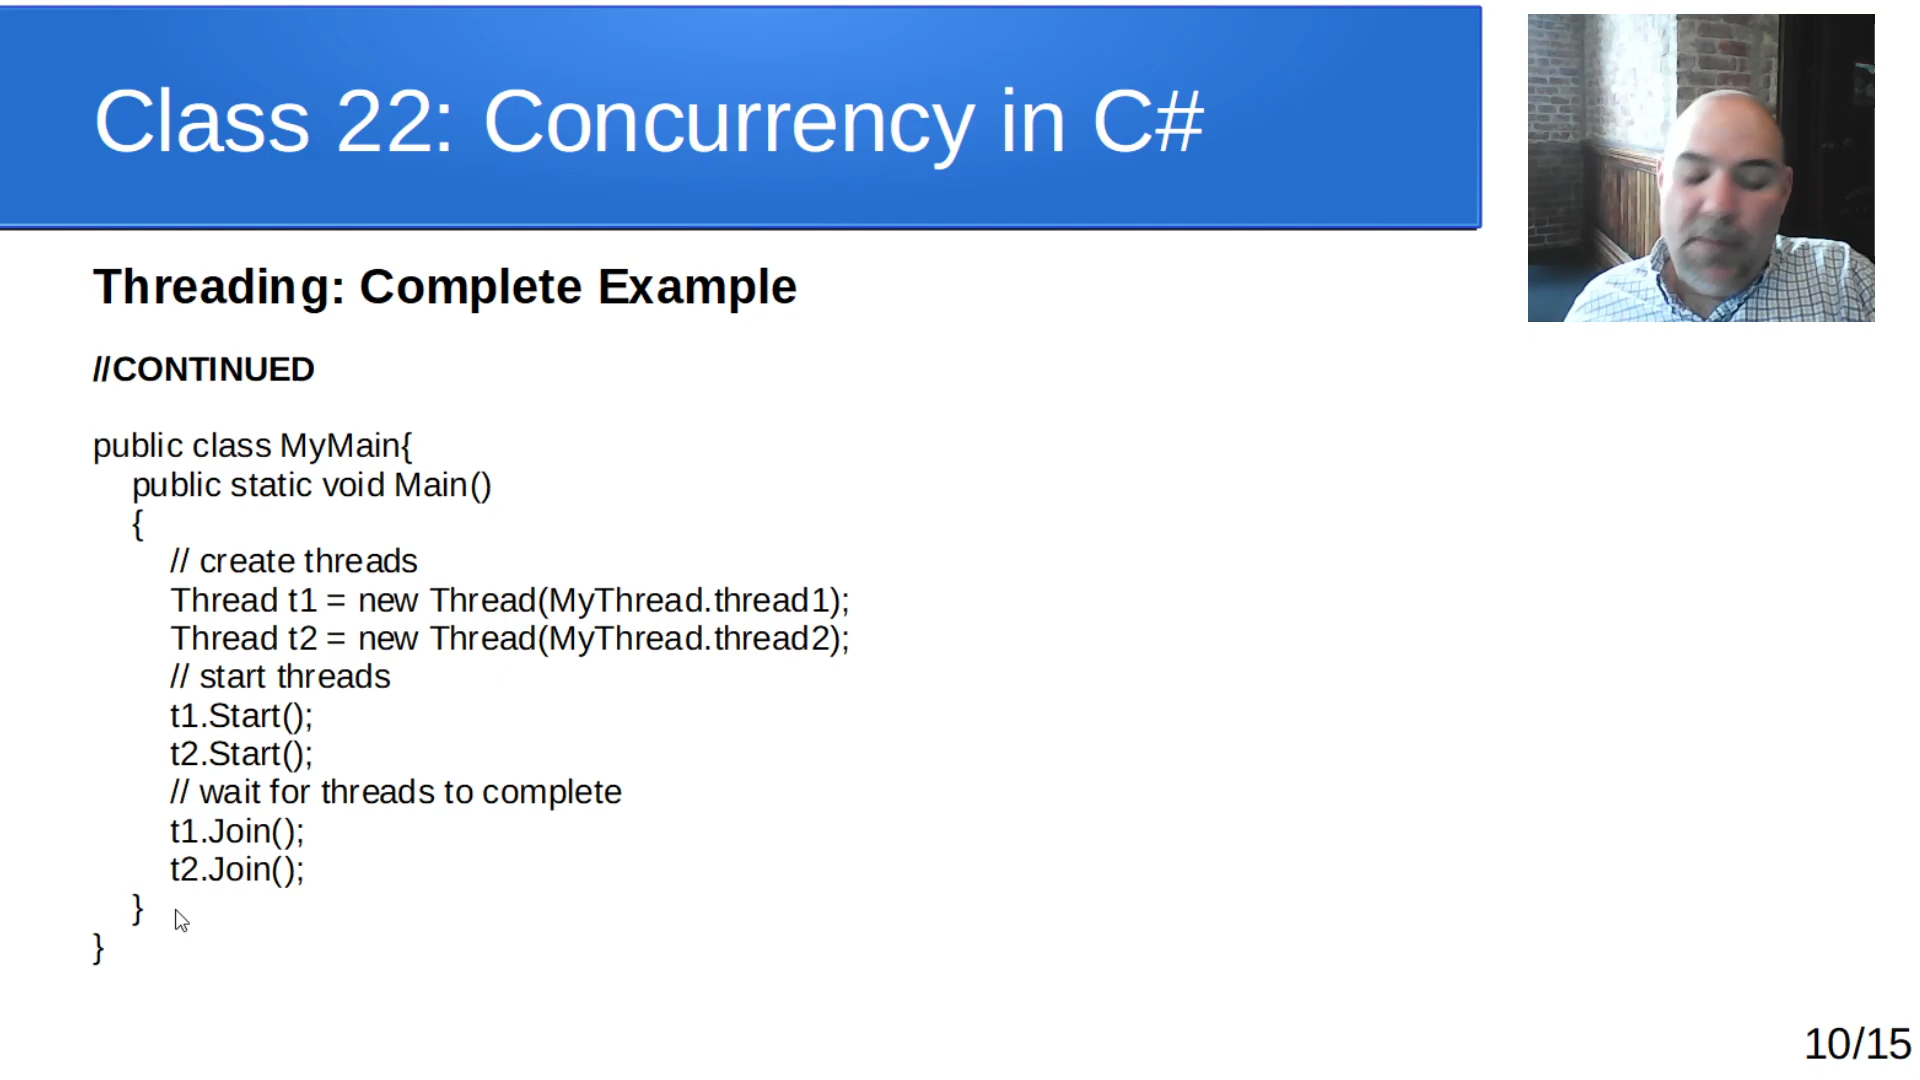 Class 22: Concurrency in C#
Threading: Complete Example
//CONTINUED
public class MyMain{
public static void Main()
{
// create threads
Thread t1 = new Thread(MyThread.thread1);
Thread t2 = new Thread(MyThread.thread2);
// start threads
t1.Start();
t2.Start();
// wait for threads to complete
t1.Join();
t2.Join();
}
}
10/15